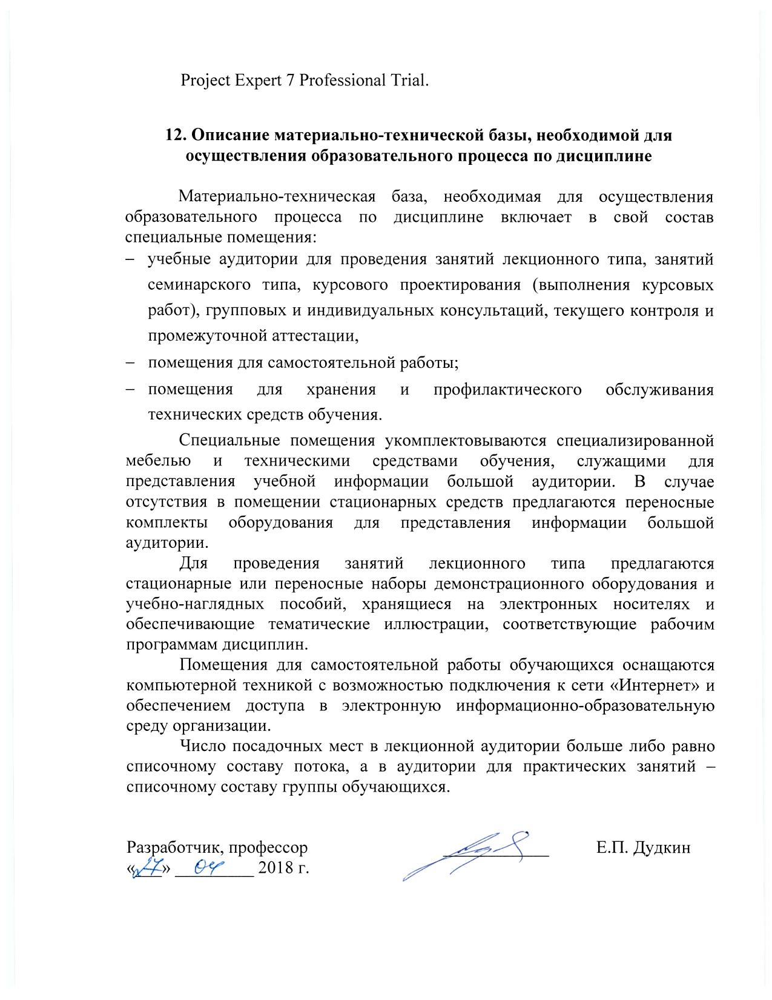 Project Expert 7 Professional Trial.
12. Описание материально-технической базы, необходимой для
осуществления образовательного процесса по дисциплине
Материально-техническая база, необходимая для осуществления
образовательного процесса по дисциплине включает в свой состав
специальные помещения:
– учебные аудитории для проведения занятий лекционного типа, занятий
семинарского типа, курсового проектирования (выполнения курсовых
работ), групповых и индивидуальных консультаций, текущего контроля и
промежуточной аттестации,
– помещения для самостоятельной работы;
– помещения для хранения и профилактического обслуживания
технических средств обучения.
Специальные помещения укомплектовываются специализированной
мебелью и техническими средствами обучения, служащими для
представления учебной информации большой аудитории. В случае
отсутствия в помещении стационарных средств предлагаются переносные
комплекты оборудования для представления информации большой
аудитории.
Для проведения занятий лекционного типа предлагаются
стационарные или переносные наборы демонстрационного оборудования и
учебно-наглядных пособий, хранящиеся на электронных носителях и
обеспечивающие тематические иллюстрации, соответствующие рабочим
программам дисциплин.
Помещения для самостоятельной работы обучающихся оснащаются
компьютерной техникой с возможностью подключения к сети «Интернет» и
обеспечением доступа в электронную информационно-образовательную
среду организации.
Число посадочных мест в лекционной аудитории больше либо равно
списочному составу потока, а в аудитории для практических занятий –
списочному составу группы обучающихся.
Разработчик, профессор ____________ Е.П. Дудкин
«27» 04 2018 г.